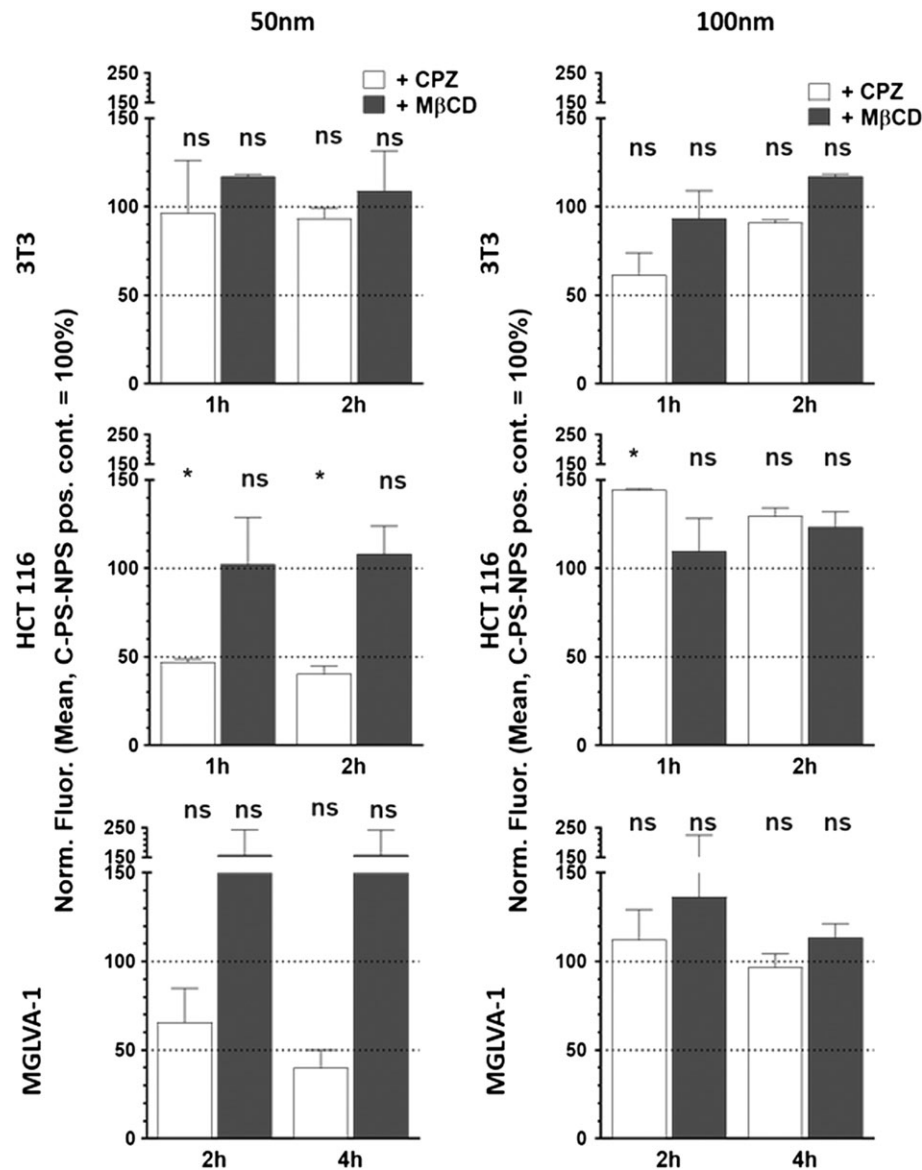 50nm
100nm
250
150
+ CPZ
+ MβCD
150
100
50
0
ns
ns
ns
ns
1h
2h
3T3
250
150
+ CPZ
+ MβCD
150
100
50
0
ns
ns
ns
ns
1h
2h
3T3
250
150
150
100
50
0
*
ns
*
ns
1h
2h
HCT 116
Norm. Fluor. (Mean, C-PS-NPS pos. cont. = 100%)
250
150
150
100
50
0
*
ns
ns
ns
1h
2h
HCT 116
Norm. Fluor. (Mean, C-PS-NPS pos. cont. = 100%)
250
150
150
100
50
0
ns
ns
ns
ns
2h
4h
MGLVA-1
250
150
150
100
50
0
ns
ns
ns
ns
2h
4h
MGLVA-1